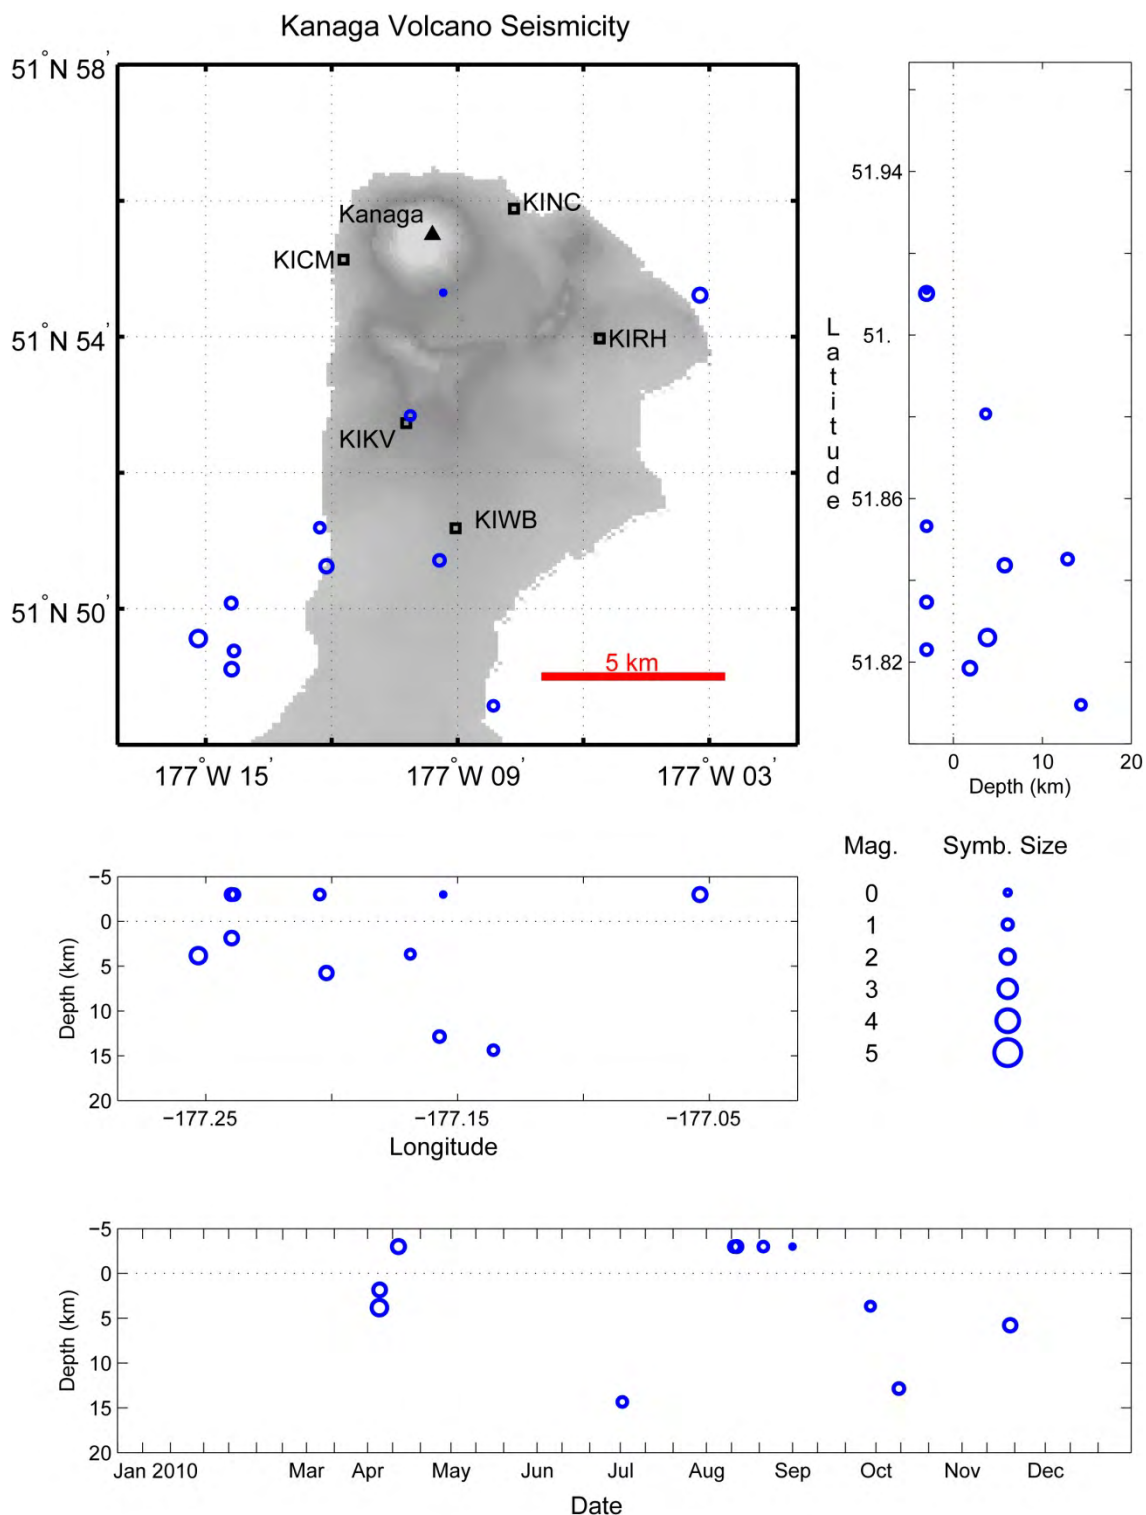 Kanaga Volcano Seismicity
51°N 58'
51°N 54'
51°N 50'
Kanaga
KINC
KICM
KIRH
KIKV
KIWB
5 km
177°W 15'
177°W 09'
177°W 03'
Latitude
51.94
51.
51.86
51.82
0
10
20
Depth (km)
Depth (km)
−5
0
5
10
15
20
−177.25
−177.15
−177.05
Longitude
Mag. Symb. Size
0
1
2
3
4
5
Depth (km)
−5
0
5
10
15
20
Jan 2010 Mar Apr May Jun Jul Aug Sep Oct Nov Dec
Date